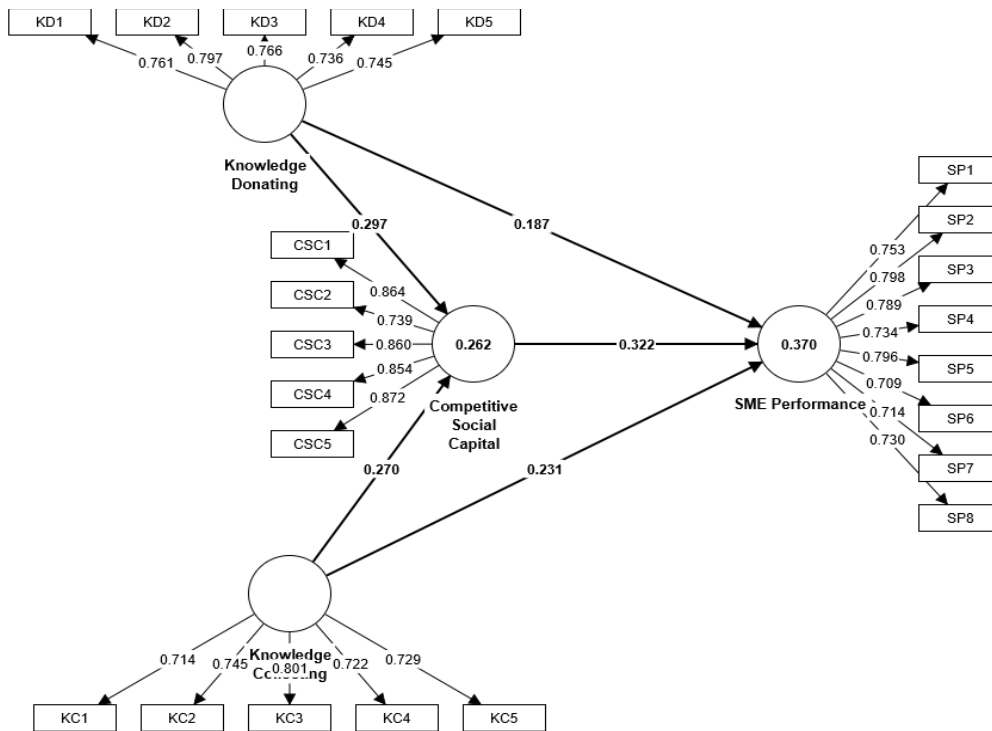 KD1
KD2
KD3
KD4
KD5
0.761
0.797
0.766
0.736
0.745
Knowledge
Donating
0.297
0.187
CSC1
CSC2
CSC3
CSC4
CSC5
0.864
0.739
0.860
0.854
0.872
0.262
Competitive
Social
Capital
0.322
0.370
SME Performance
0.753
0.798
0.789
0.734
0.796
0.709
0.714
0.730
SP1
SP2
SP3
SP4
SP5
SP6
SP7
SP8
0.270
0.231
Knowledge
0.714
0.745
0.801
0.722
0.729
KC1
KC2
KC3
KC4
KC5